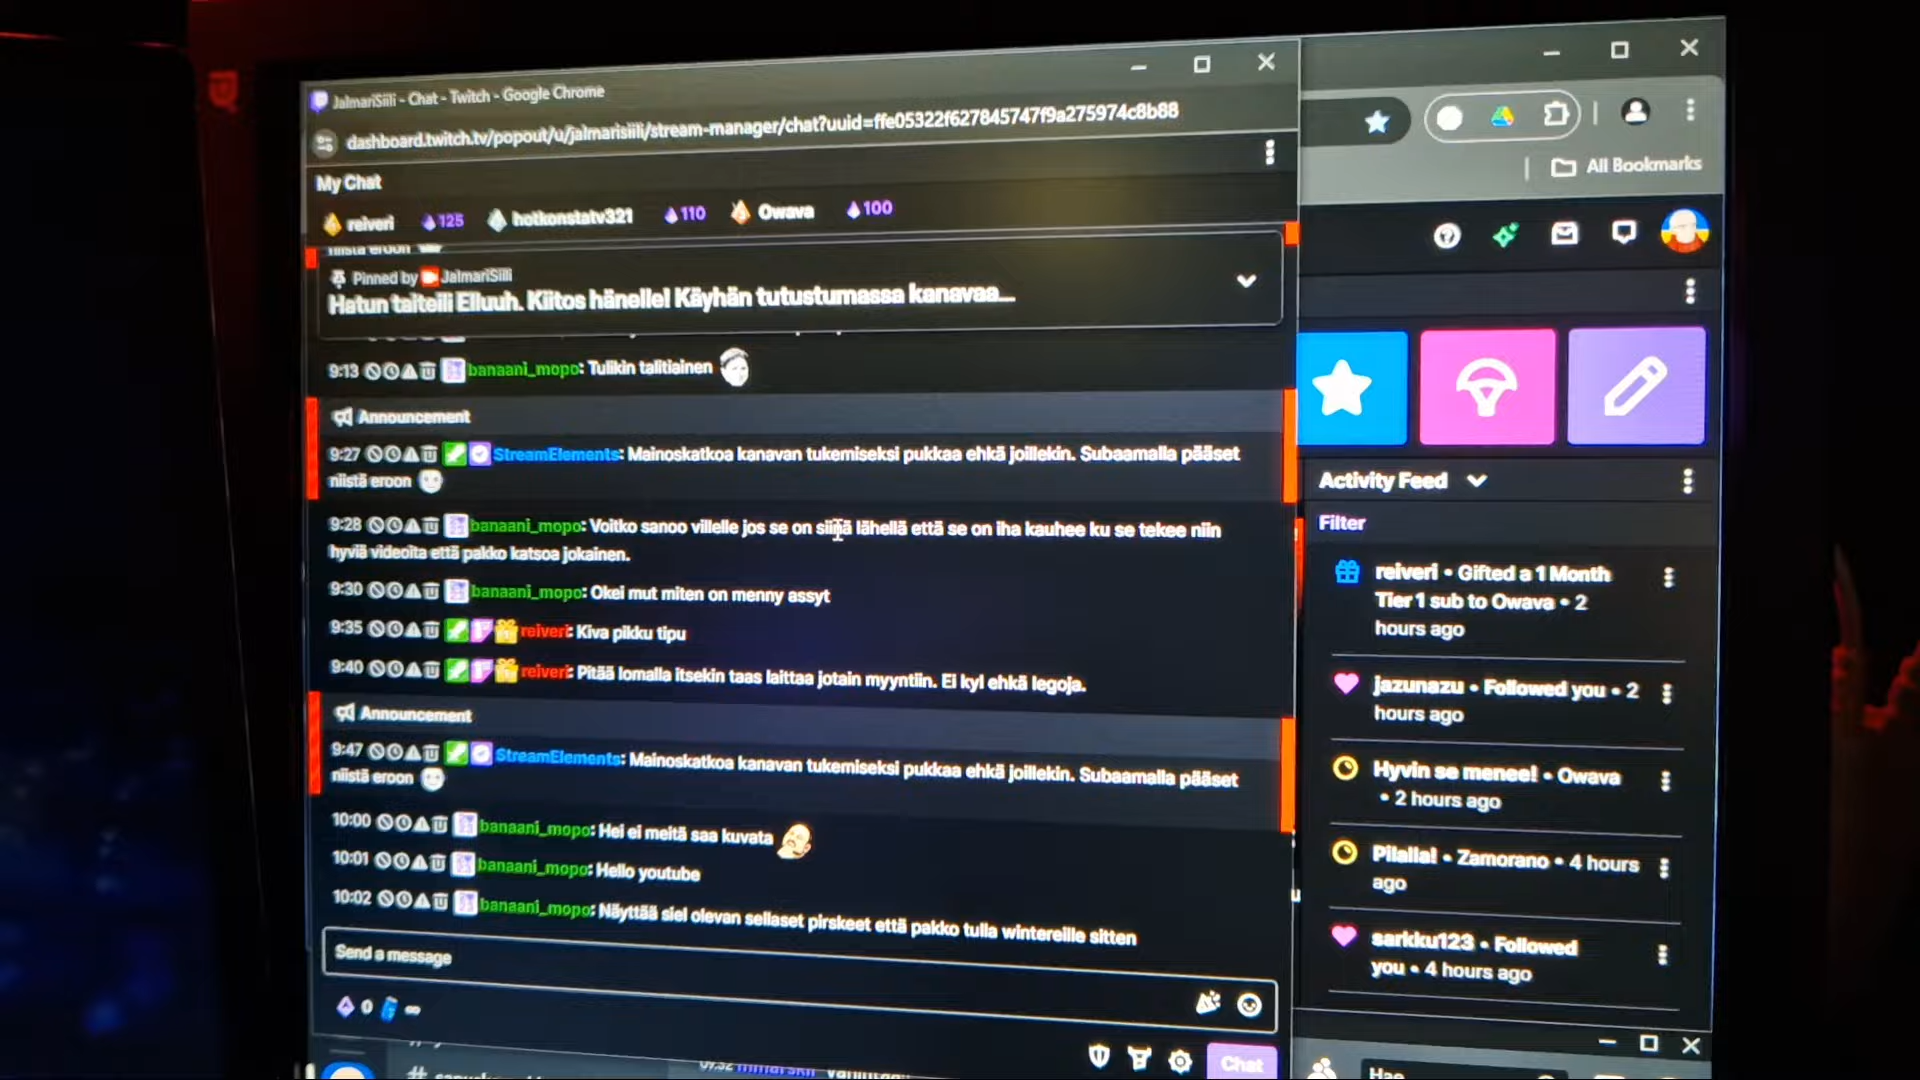 JalmariSiili - Chat - Twitch - Google Chrome
dashboard.twitch.tv/popout/u/jalmarisiili/stream-manager/chat?uuid=ffe05322f627845747f9a275974c8b88
All Bookmarks
My Chat
reiveri 125 hotkonstatv321 110 Owava 100
niistä eroon
Pinned by JalmariSiili
Hatun taiteili Elluuh. Kiitos hänelle! Käyhän tutustumassa kanavaa...
9:13 banaani_mopo: Tulikin talitiainen
Announcement
9:27 StreamElements: Mainoskatkoa kanavan tukemiseksi pukkaa ehkä joillekin. Subaamalla pääset
niistä eroon
9:28 banaani_mopo: Voitko sanoo villelle jos se on siinä lähellä että se on iha kauhee ku se tekee niin
hyviä videoita että pakko katsoa jokainen.
9:30 banaani_mopo: Okei mut miten on menny assyt
9:35 reiveri: Kiva pikku tipu
9:40 reiveri: Pitää lomalla itsekin taas laittaa jotain myyntiin. Ei kyl ehkä legoja.
Announcement
9:47 StreamElements: Mainoskatkoa kanavan tukemiseksi pukkaa ehkä joillekin. Subaamalla pääset
niistä eroon
10:00 banaani_mopo: Hei ei meitä saa kuvata
10:01 banaani_mopo: Hello youtube
10:02 banaani_mopo: Näyttää siel olevan sellaset pirskeet että pakko tulla wintereille sitten
Send a message
0 ∞
Chat
Activity Feed
Filter
reiveri • Gifted a 1 Month
Tier 1 sub to Owava • 2
hours ago
jazunazu • Followed you • 2
hours ago
Hyvin se menee! • Owava
• 2 hours ago
Pilalla! • Zamorano • 4 hours
ago
sarkku123 • Followed
you • 4 hours ago